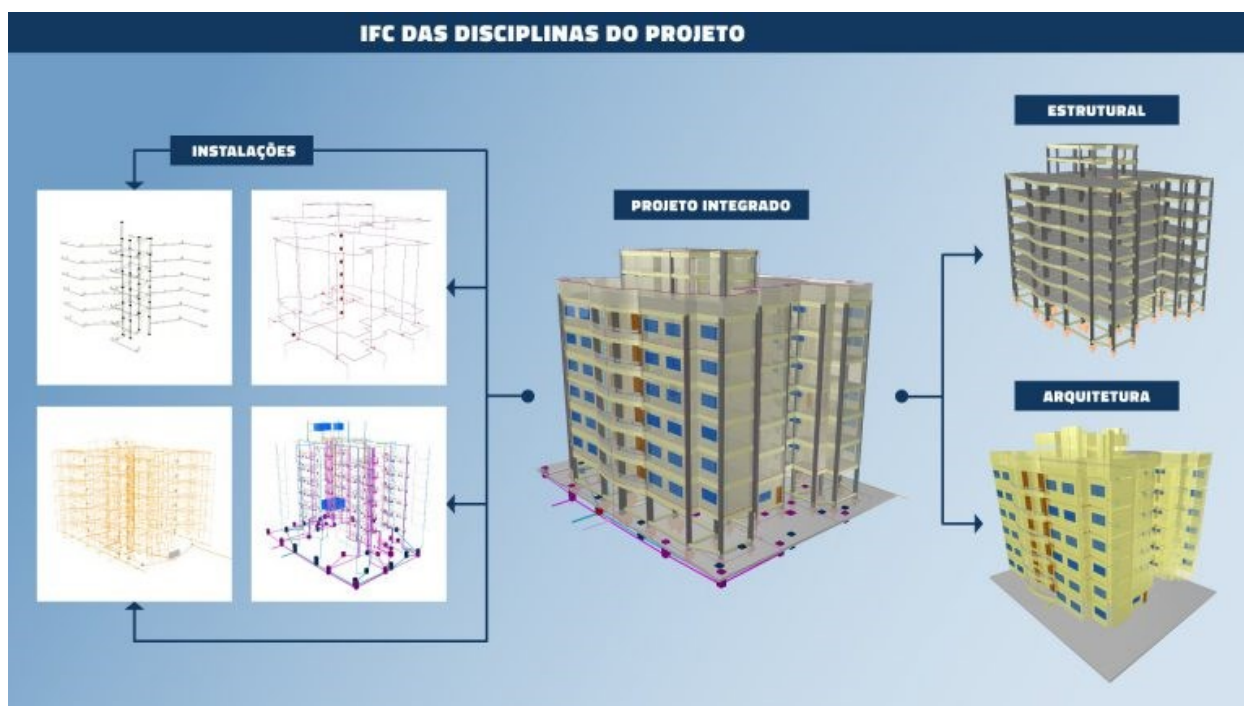 IFC DAS DISCIPLINAS DO PROJETO
INSTALAÇÕES
PROJETO INTEGRADO
ESTRUTURAL
ARQUITETURA